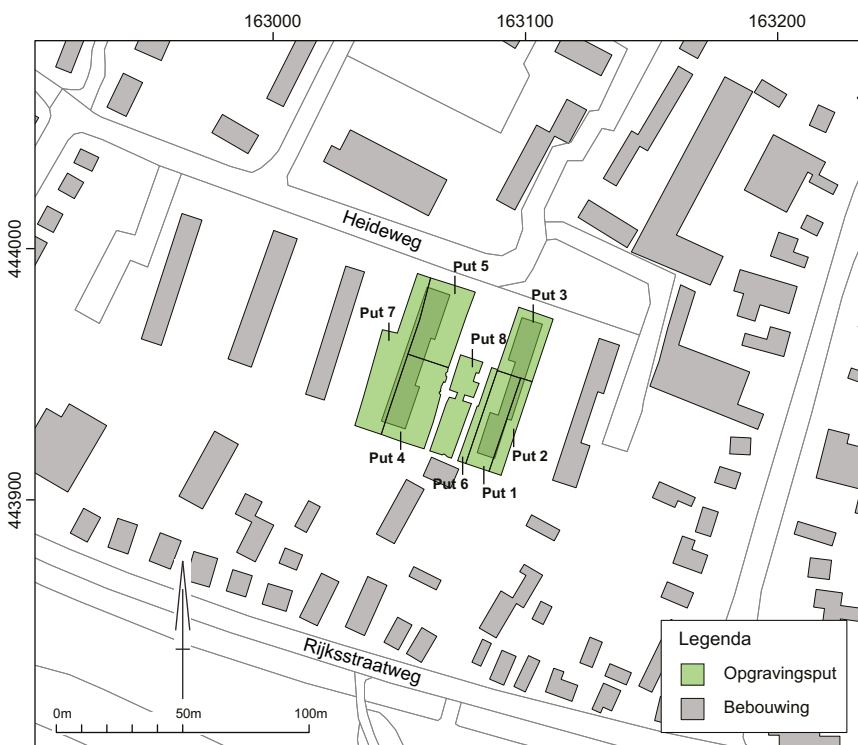 163000
163100
163200
444000
443900
Heideweg
Put 5
Put 3
Put 7
Put 8
Put 4
Put 2
Put 6
Put 1
Rijksstraatweg
Legenda
Opgravingsput
Bebouwing
0m
50m
100m